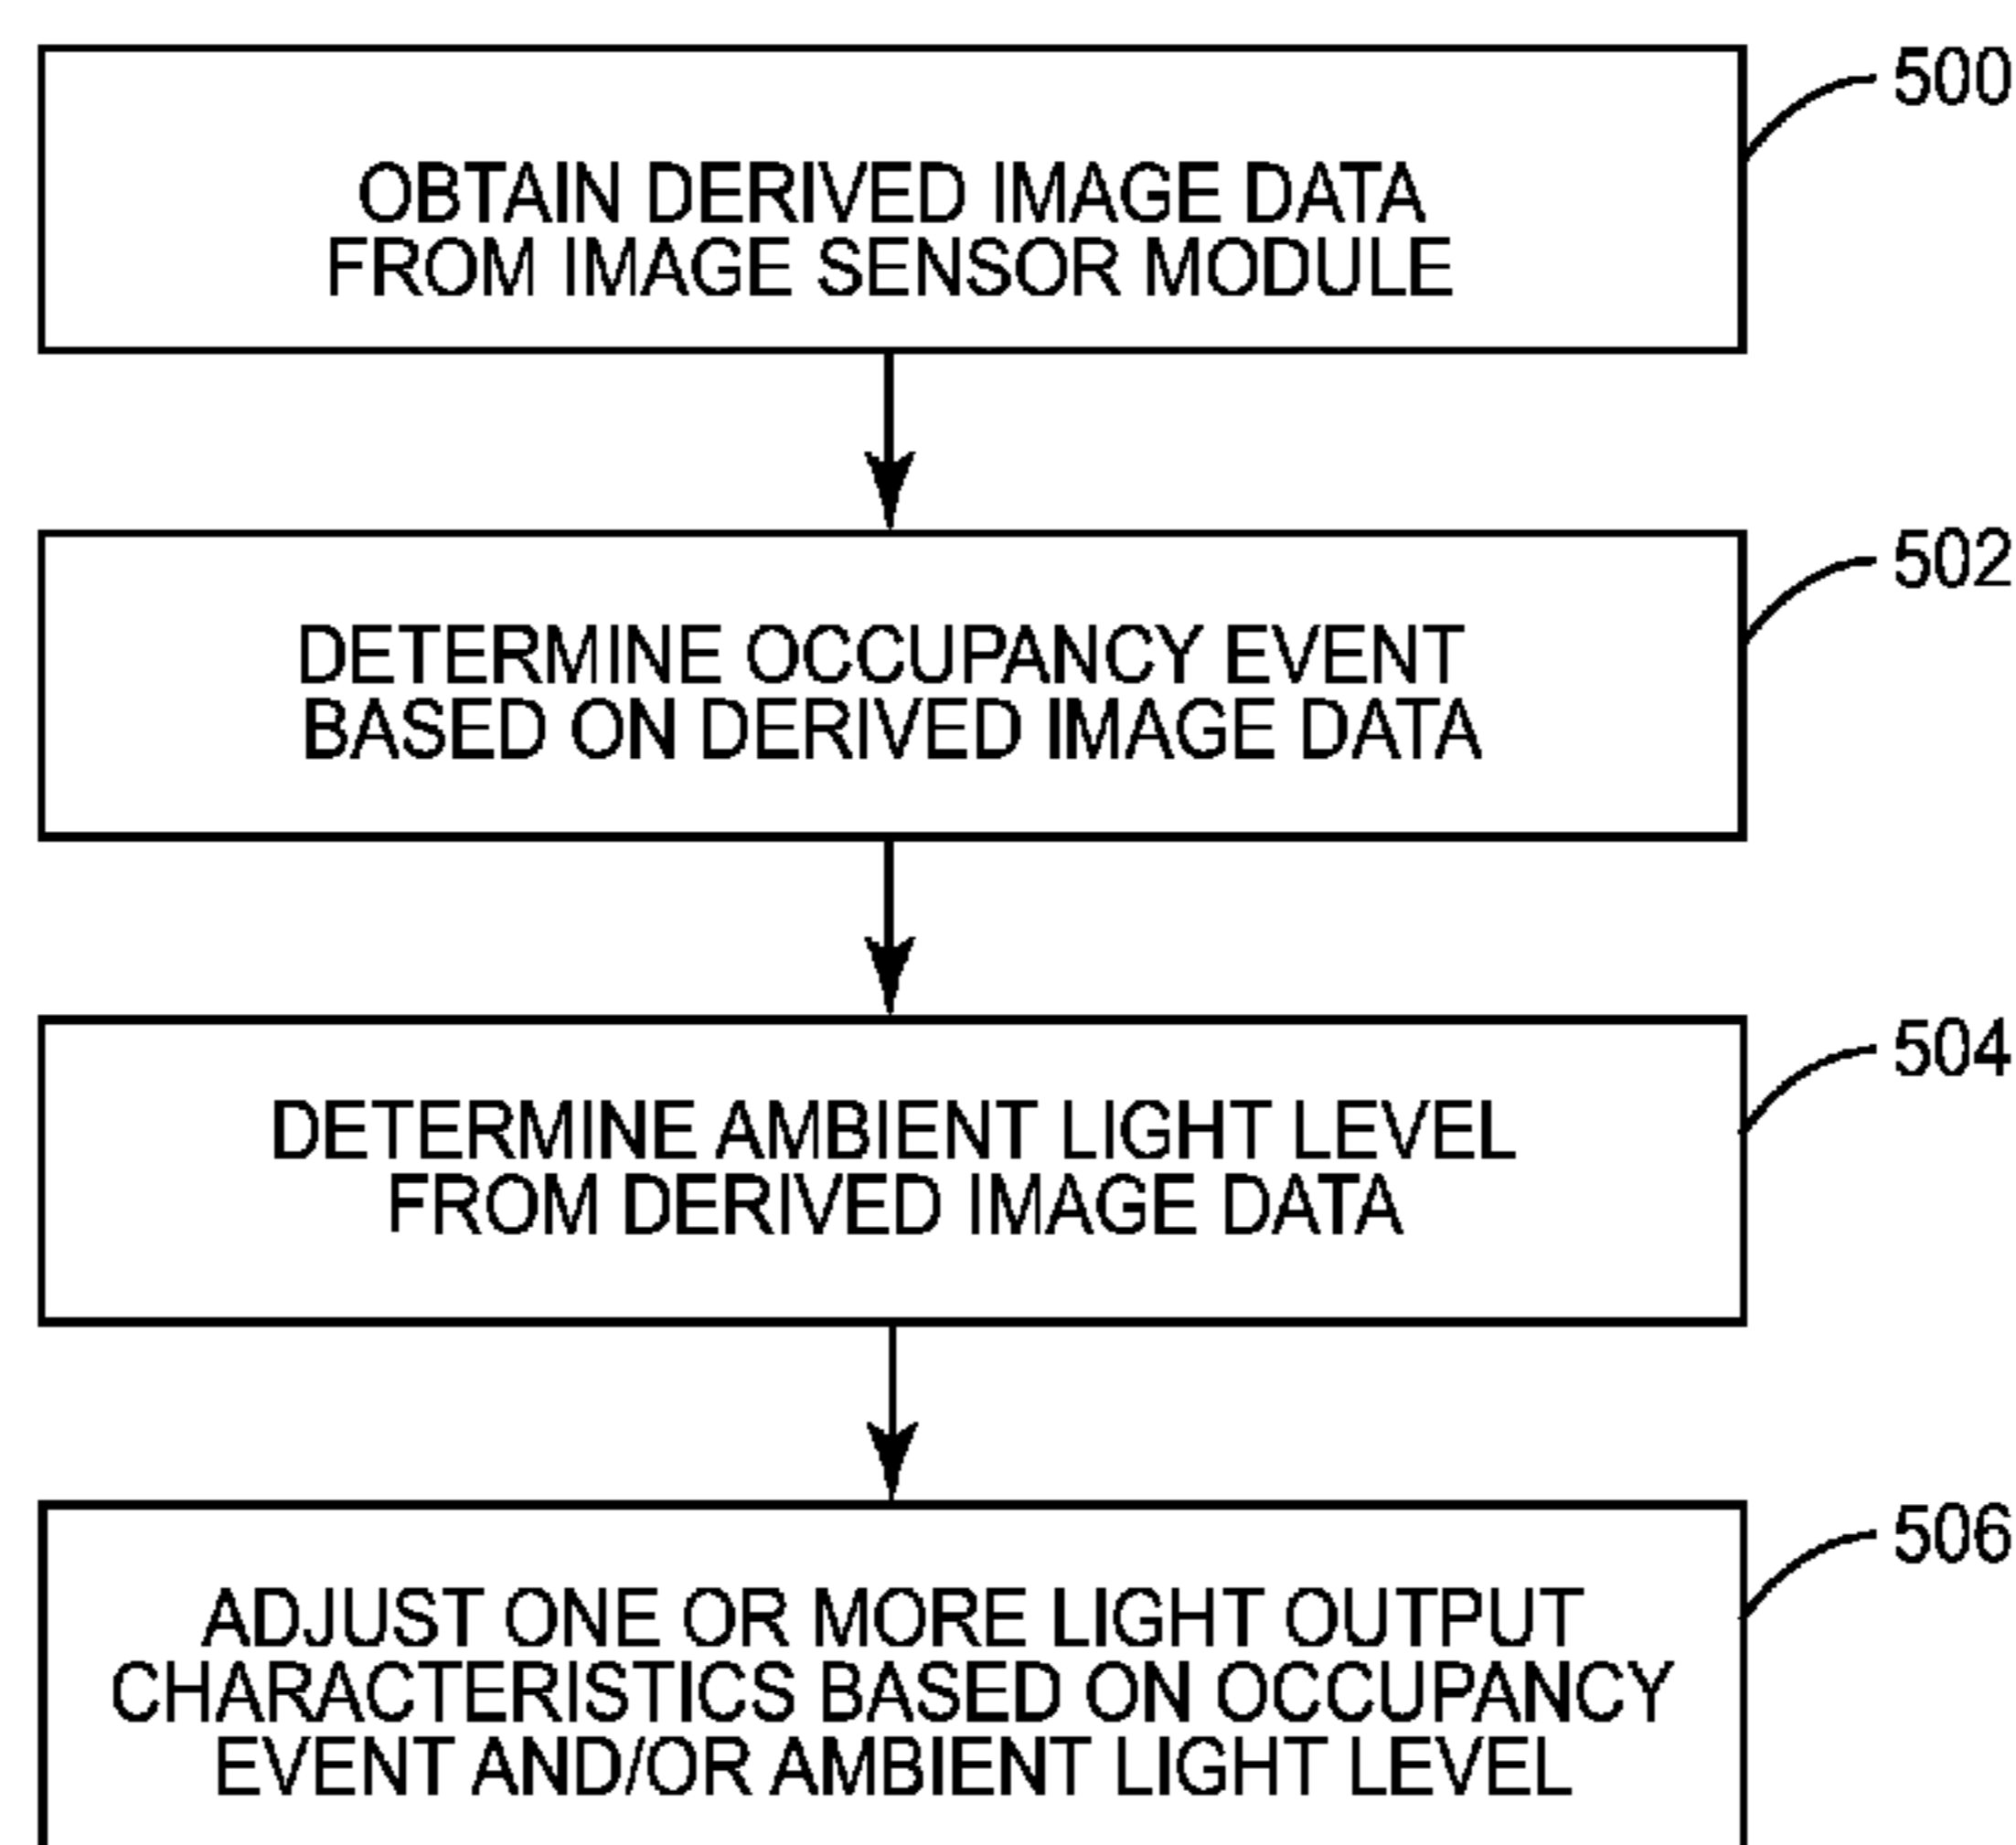 500
OBTAIN DERIVED IMAGE DATA
FROM IMAGE SENSOR MODULE
502
DETERMINE OCCUPANCY EVENT
BASED ON DERIVED IMAGE DATA
504
DETERMINE AMBIENT LIGHT LEVEL
FROM DERIVED IMAGE DATA
506
ADJUST ONE OR MORE LIGHT OUTPUT
CHARACTERISTICS BASED ON OCCUPANCY
EVENT AND/OR AMBIENT LIGHT LEVEL